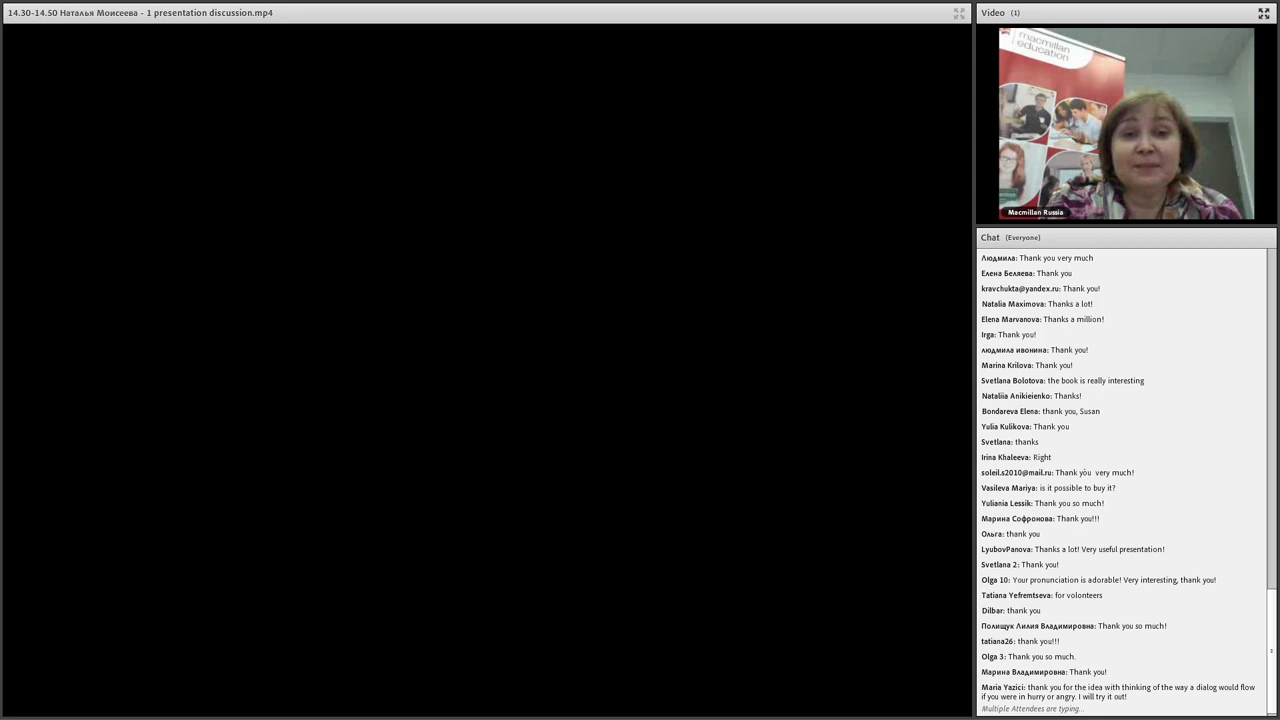 14.30-14.50 Наталья Моисеева - 1 presentation discussion.mp4
Video (1)
macmillan
education
Macmillan Russia
Chat (Everyone)
Людмила: Thank you very much
Елена Беляева: Thank you
kravchukta@yandex.ru: Thank you!
Natalia Maximova: Thanks a lot!
Elena Marvanova: Thanks a million!
Irga: Thank you!
людмила ивонина: Thank you!
Marina Krilova: Thank you!
Svetlana Bolotova: the book is really interesting
Nataliia Anikieienko: Thanks!
Bondareva Elena: thank you, Susan
Yulia Kulikova: Thank you
Svetlana: thanks
Irina Khaleeva: Right
soleil.s2010@mail.ru: Thank yòu  very much!
Vasileva Mariya: is it possible to buy it?
Yuliania Lessik: Thank you so much!
Марина Софронова: Thank you!!!
Ольга: thank you
LyubovPanova: Thanks a lot! Very useful presentation!
Svetlana 2: Thank you!
Olga 10: Your pronunciation is adorable! Very interesting, thank you!
Tatiana Yefremtseva: for volonteers
Dilbar: thank you
Полищук Лилия Владимировна: Thank you so much!
tatiana26: thank you!!!
Olga 3: Thank you so much.
Марина Владимировна: Thank you!
Maria Yazici: thank you for the idea with thinking of the way a dialog would flow
if you were in hurry or angry. I will try it out!
Multiple Attendees are typing...